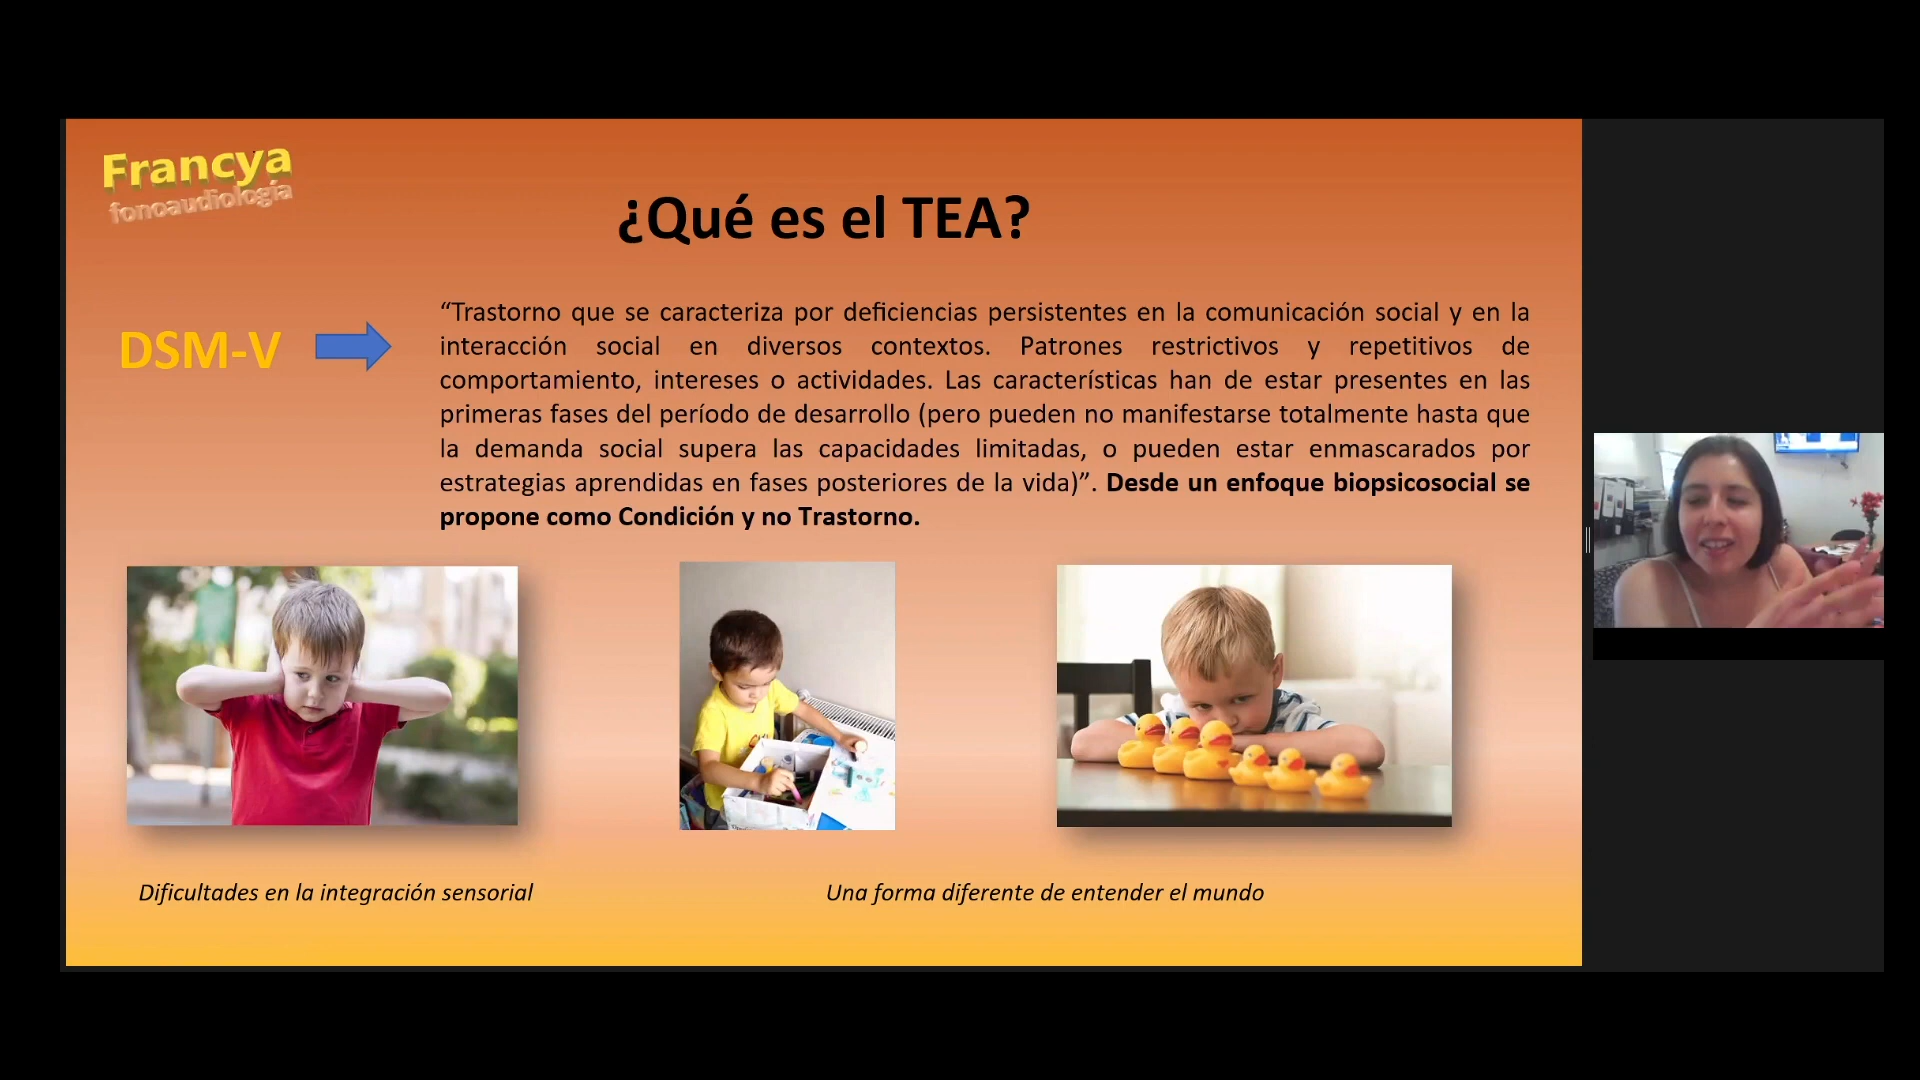 Francya
fonoaudiología
¿Qué es el TEA?
DSM-V
“Trastorno que se caracteriza por deficiencias persistentes en la comunicación social y en la
interacción social en diversos contextos. Patrones restrictivos y repetitivos de
comportamiento, intereses o actividades. Las características han de estar presentes en las
primeras fases del período de desarrollo (pero pueden no manifestarse totalmente hasta que
la demanda social supera las capacidades limitadas, o pueden estar enmascarados por
estrategias aprendidas en fases posteriores de la vida)”. Desde un enfoque biopsicosocial se
propone como Condición y no Trastorno.
Dificultades en la integración sensorial
Una forma diferente de entender el mundo